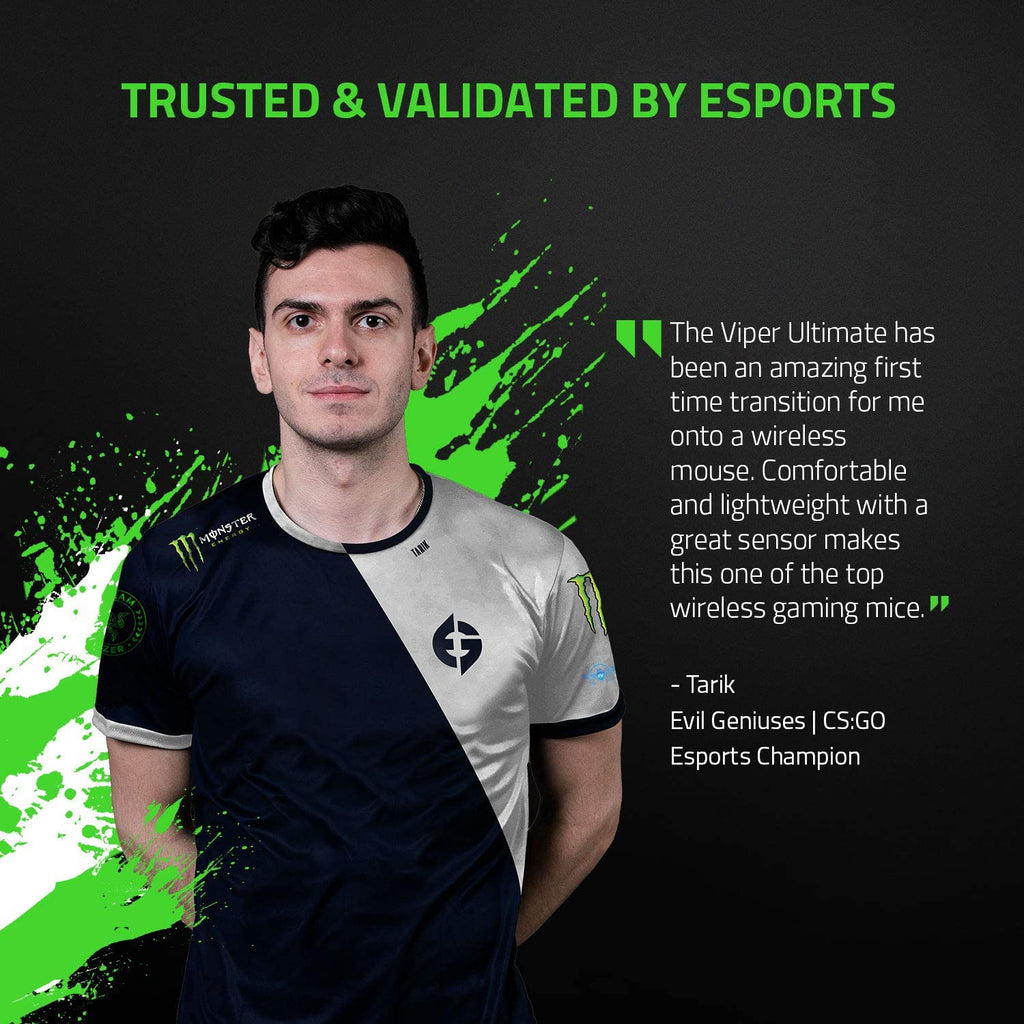 TRUSTED & VALIDATED BY ESPORTS
The Viper Ultimate has
been an amazing first
time transition for me
onto a wireless
mouse. Comfortable
and lightweight with a
great sensor makes
this one of the top
wireless gaming mice.
- Tarik
Evil Geniuses | CS:GO
Esports Champion
MONSTER
ENERGY
TARIK